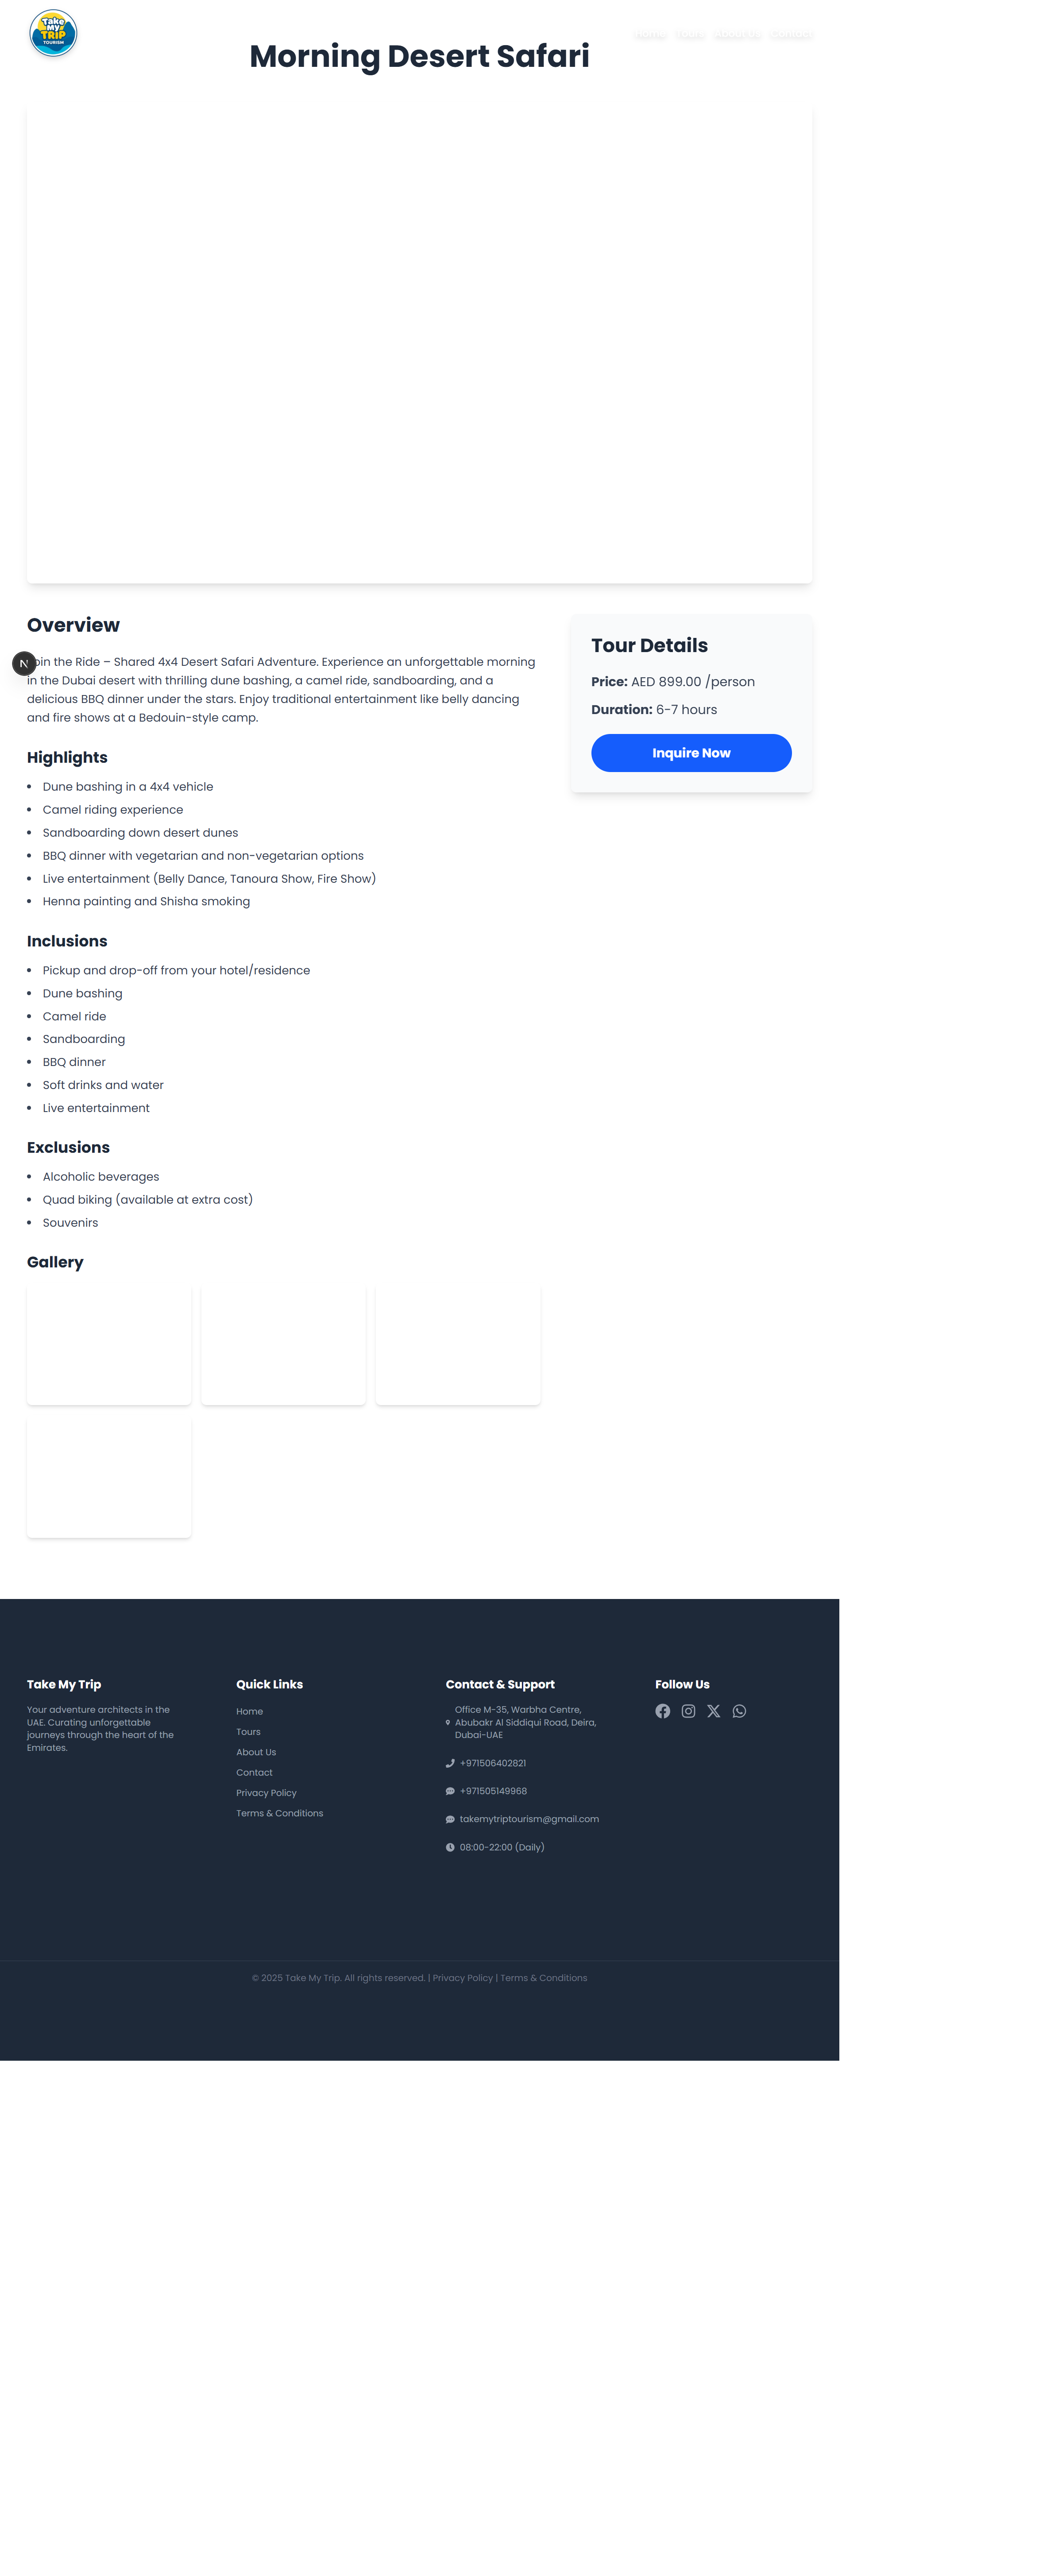 Take
My
TRIP
TOURISM
Home Tours About Us Contact
Morning Desert Safari
Overview
in the Ride – Shared 4x4 Desert Safari Adventure. Experience an unforgettable morning
in the Dubai desert with thrilling dune bashing, a camel ride, sandboarding, and a
delicious BBQ dinner under the stars. Enjoy traditional entertainment like belly dancing
and fire shows at a Bedouin-style camp.
N
Highlights
Dune bashing in a 4x4 vehicle
Camel riding experience
Sandboarding down desert dunes
BBQ dinner with vegetarian and non-vegetarian options
Live entertainment (Belly Dance, Tanoura Show, Fire Show)
Henna painting and Shisha smoking
Inclusions
Pickup and drop-off from your hotel/residence
Dune bashing
Camel ride
Sandboarding
BBQ dinner
Soft drinks and water
Live entertainment
Exclusions
Alcoholic beverages
Quad biking (available at extra cost)
Souvenirs
Gallery
Tour Details
Price: AED 899.00 /person
Duration: 6-7 hours
Inquire Now
Take My Trip
Your adventure architects in the
UAE. Curating unforgettable
journeys through the heart of the
Emirates.
Quick Links
Home
Tours
About Us
Contact
Privacy Policy
Terms & Conditions
Contact & Support
Office M-35, Warbha Centre,
Abubakr Al Siddiqui Road, Deira,
Dubai-UAE
+971506402821
+971505149968
takemytriptourism@gmail.com
08:00-22:00 (Daily)
Follow Us
© 2025 Take My Trip. All rights reserved. | Privacy Policy | Terms & Conditions